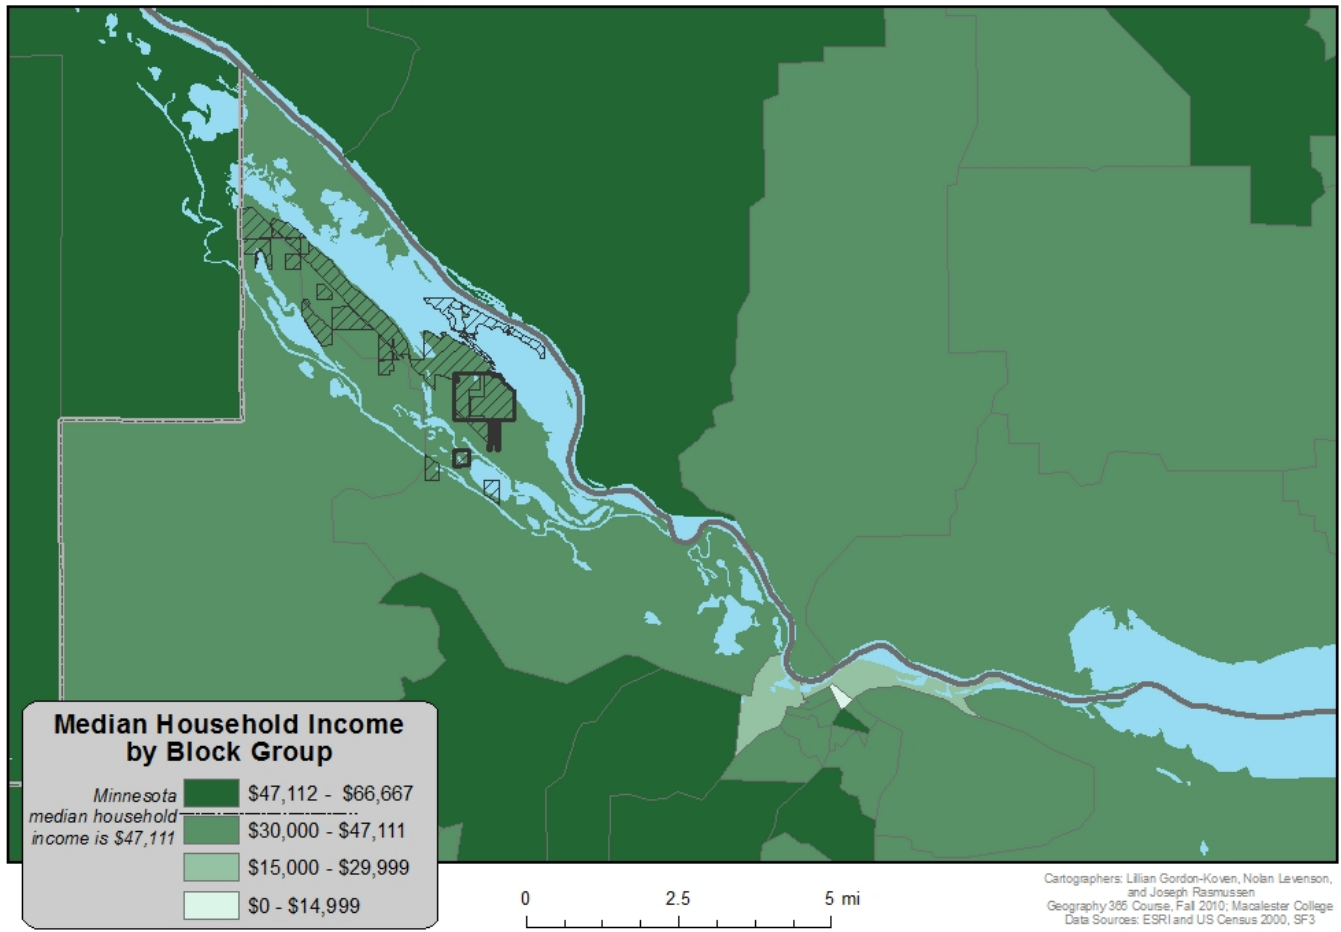 Median Household Income
by Block Group
Minnesota
median household
income is $47,111
$47,112 - $66,667
$30,000 - $47,111
$15,000 - $29,999
$0 - $14,999
0 2.5 5 mi
Cartographers: Lillian Gordon-Koven, Nolan Levenson,
and Joseph Rasmussen
Geography 365 Course, Fall 2010; Macalester College
Data Sources: ESRI and US Census 2000, SF3